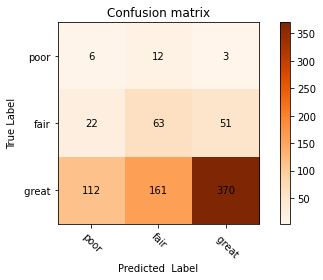 Confusion matrix
poor 6 12 3
fair 22 63 51
great 112 161 370
poor fair great
True Label
Predicted Label
350
300
250
200
150
100
50